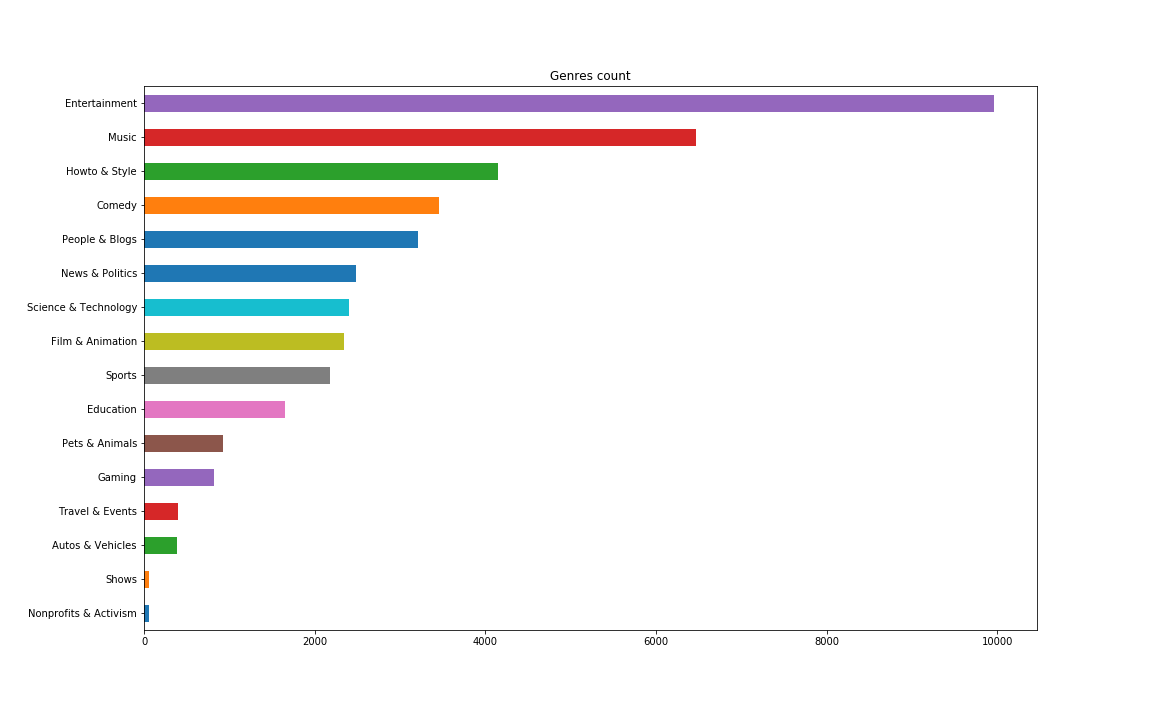 Genres count
Entertainment
Music
Howto & Style
Comedy
People & Blogs
News & Politics
Science & Technology
Film & Animation
Sports
Education
Pets & Animals
Gaming
Travel & Events
Autos & Vehicles
Shows
Nonprofits & Activism
0 2000 4000 6000 8000 10000